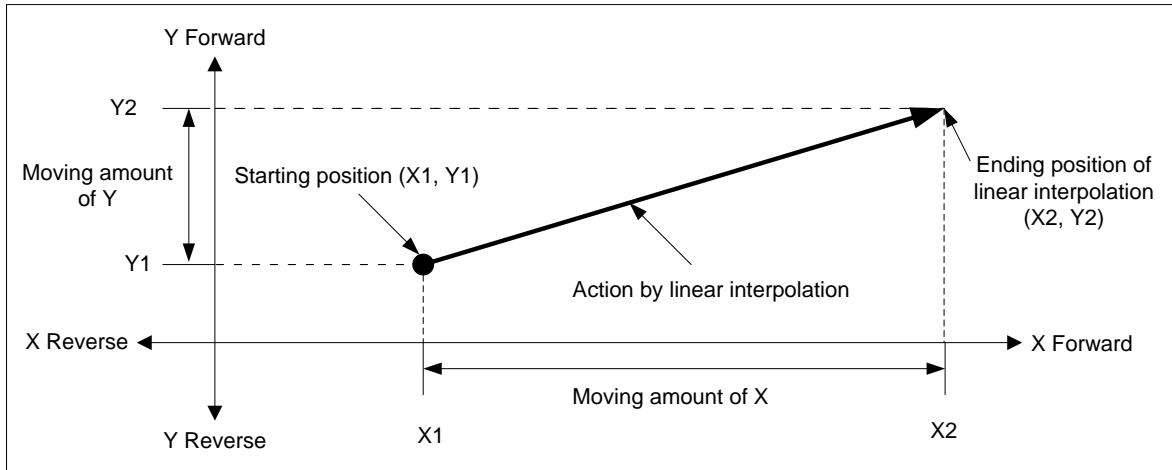 Y Forward
Y2
Moving amount
of Y
Starting position (X1, Y1)
Ending position of
linear interpolation
(X2, Y2)
Y1
Action by linear interpolation
X Reverse
X Forward
Moving amount of X
Y Reverse
X1
X2